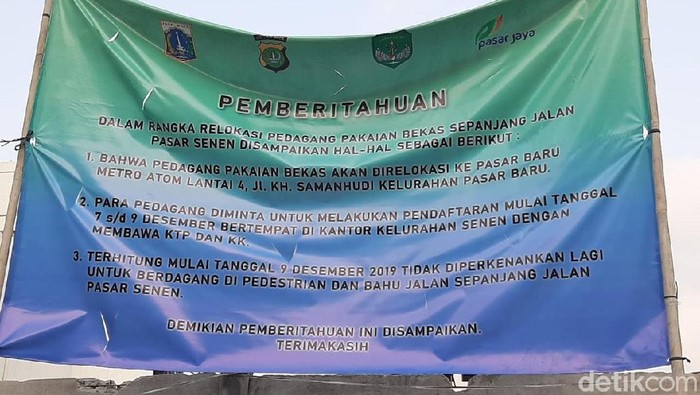 pasar jaya
PEMBERITAHUAN
DALAM RANGKA RELOKASI PEDAGANG PAKAIAN BEKAS SEPANJANG JALAN
PASAR SENEN DISAMPAIKAN HAL-HAL SEBAGAI BERIKUT :
1. BAHWA PEDAGANG PAKAIAN BEKAS AKAN DIRELOKASI KE PASAR BARU
METRO ATOM LANTAI 4, Jl. KH. SAMANHUDI KELURAHAN PASAR BARU.
2. PARA PEDAGANG DIMINTA UNTUK MELAKUKAN PENDAFTARAN MULAI TANGGAL
7 s/d 9 DESEMBER BERTEMPAT DI KANTOR KELURAHAN SENEN DENGAN
MEMBAWA KTP DAN KK.
3. TERHITUNG MULAI TANGGAL 9 DESEMBER 2019 TIDAK DIPERKENANKAN LAGI
UNTUK BERDAGANG DI PEDESTRIAN DAN BAHU JALAN SEPANJANG JALAN
PASAR SENEN.
DEMIKIAN PEMBERITAHUAN INI DISAMPAIKAN.
TERIMAKASIH
detikcom